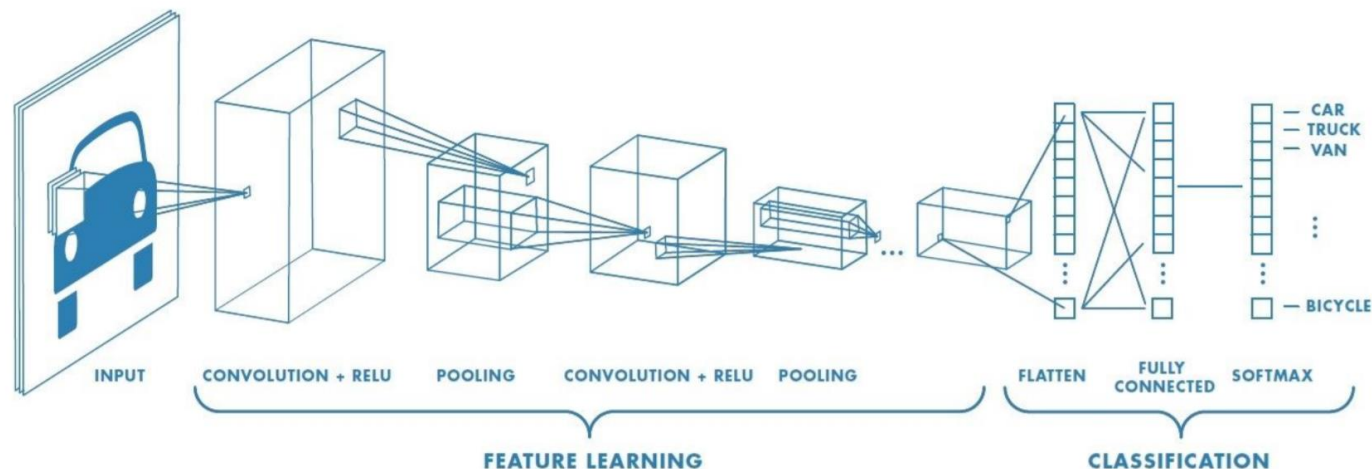 CAR
TRUCK
VAN
BICYCLE
INPUT
CONVOLUTION + RELU
POOLING
CONVOLUTION + RELU
POOLING
FLATTEN
FULLY
CONNECTED
SOFTMAX
FEATURE LEARNING
CLASSIFICATION